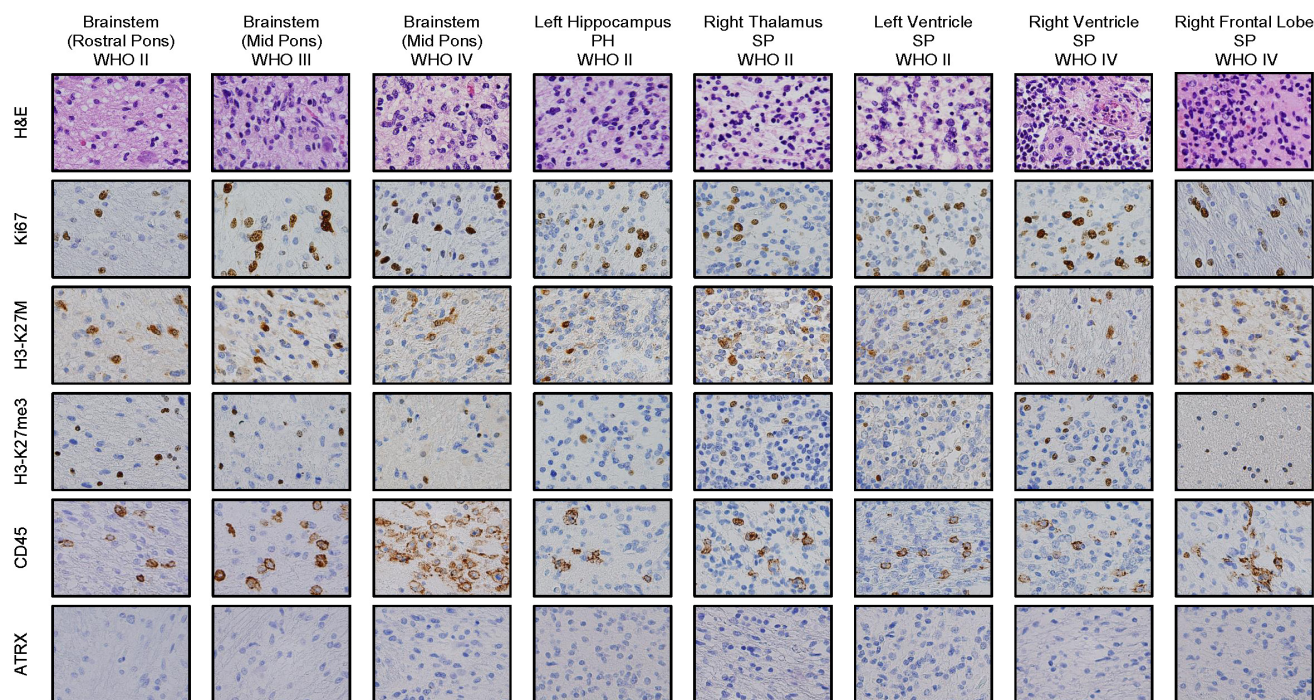 Brainstem
(Rostral Pons)
WHO II
Brainstem
(Mid Pons)
WHO III
Brainstem
(Mid Pons)
WHO IV
Left Hippocampus
PH
WHO II
Right Thalamus
SP
WHO II
Left Ventricle
SP
WHO II
Right Ventricle
SP
WHO IV
Right Frontal Lobe
SP
WHO IV
H&E
Ki67
H3-K27M
H3-K27me3
CD45
ATRX